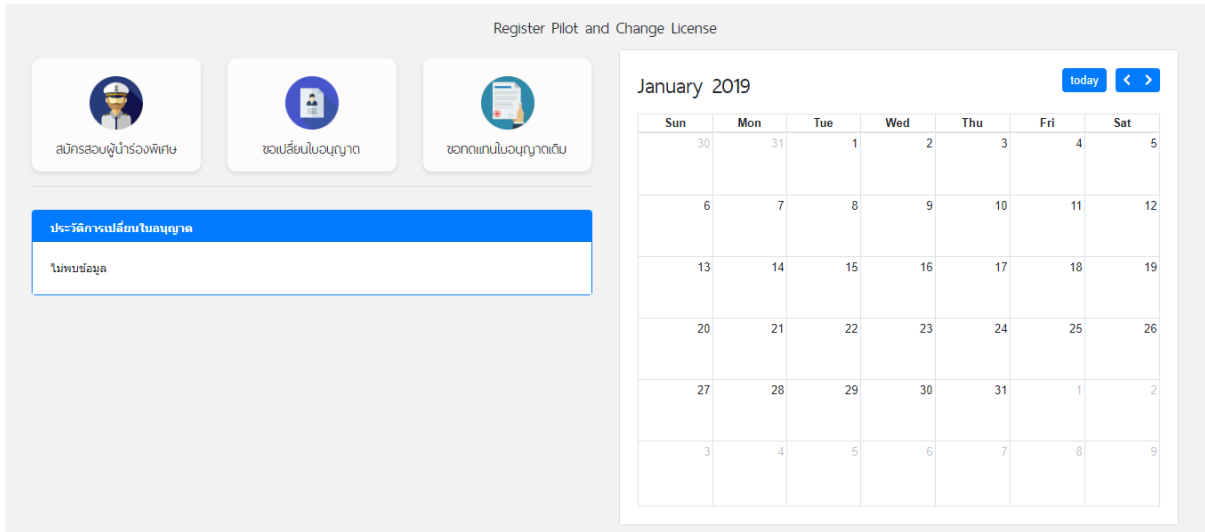 Register Pilot and Change License
สมัครสอบผู้นำร่องพิเศษ
ขอเปลี่ยนใบอนุญาต
ขอทดแทนใบอนุญาตเดิม
ประวัติการเปลี่ยนใบอนุญาต
ไม่พบข้อมูล
January 2019
today
Sun Mon Tue Wed Thu Fri Sat
30 31 1 2 3 4 5
6 7 8 9 10 11 12
13 14 15 16 17 18 19
20 21 22 23 24 25 26
27 28 29 30 31 1 2
3 4 5 6 7 8 9